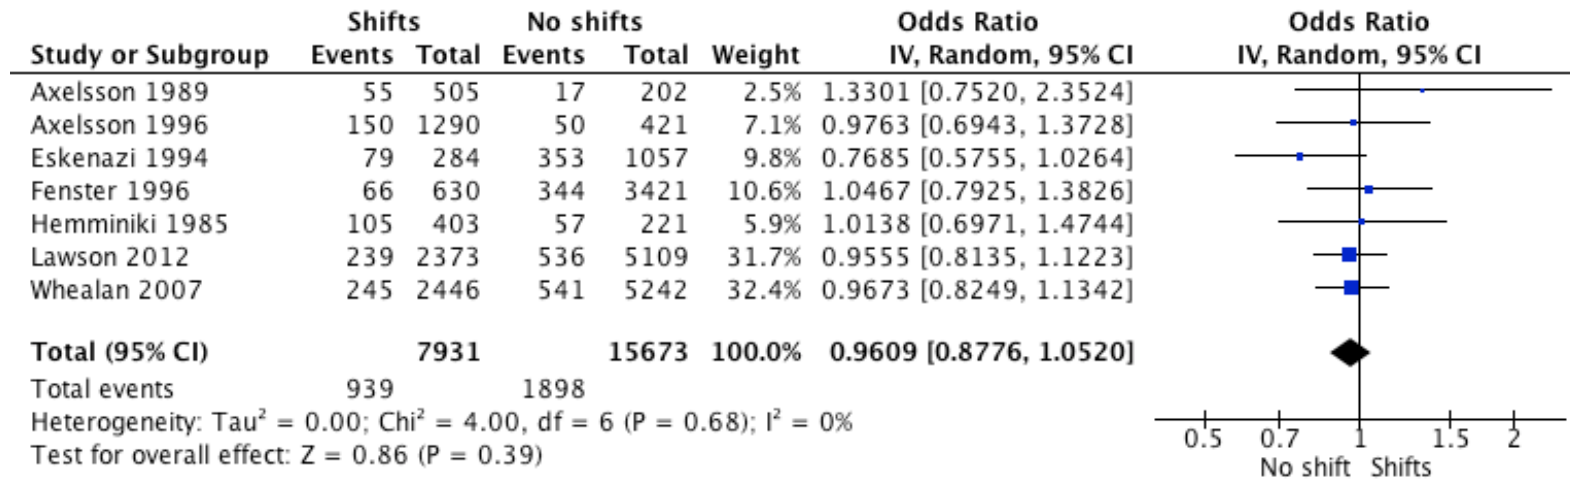 Shifts No shifts Odds Ratio Odds Ratio
Study or Subgroup Events Total Events Total Weight IV, Random, 95% CI IV, Random, 95% CI
Axelsson 1989 55 505 17 202 2.5% 1.3301 [0.7520, 2.3524]
Axelsson 1996 150 1290 50 421 7.1% 0.9763 [0.6943, 1.3728]
Eskenazi 1994 79 284 353 1057 9.8% 0.7685 [0.5755, 1.0264]
Fenster 1996 66 630 344 3421 10.6% 1.0467 [0.7925, 1.3826]
Hemminiki 1985 105 403 57 221 5.9% 1.0138 [0.6971, 1.4744]
Lawson 2012 239 2373 536 5109 31.7% 0.9555 [0.8135, 1.1223]
Whealan 2007 245 2446 541 5242 32.4% 0.9673 [0.8249, 1.1342]
Total (95% CI) 7931 15673 100.0% 0.9609 [0.8776, 1.0520]
Total events 939 1898
Heterogeneity: Tau² = 0.00; Chi² = 4.00, df = 6 (P = 0.68); I² = 0%
Test for overall effect: Z = 0.86 (P = 0.39)
0.5 0.7 1 1.5 2
No shift Shifts